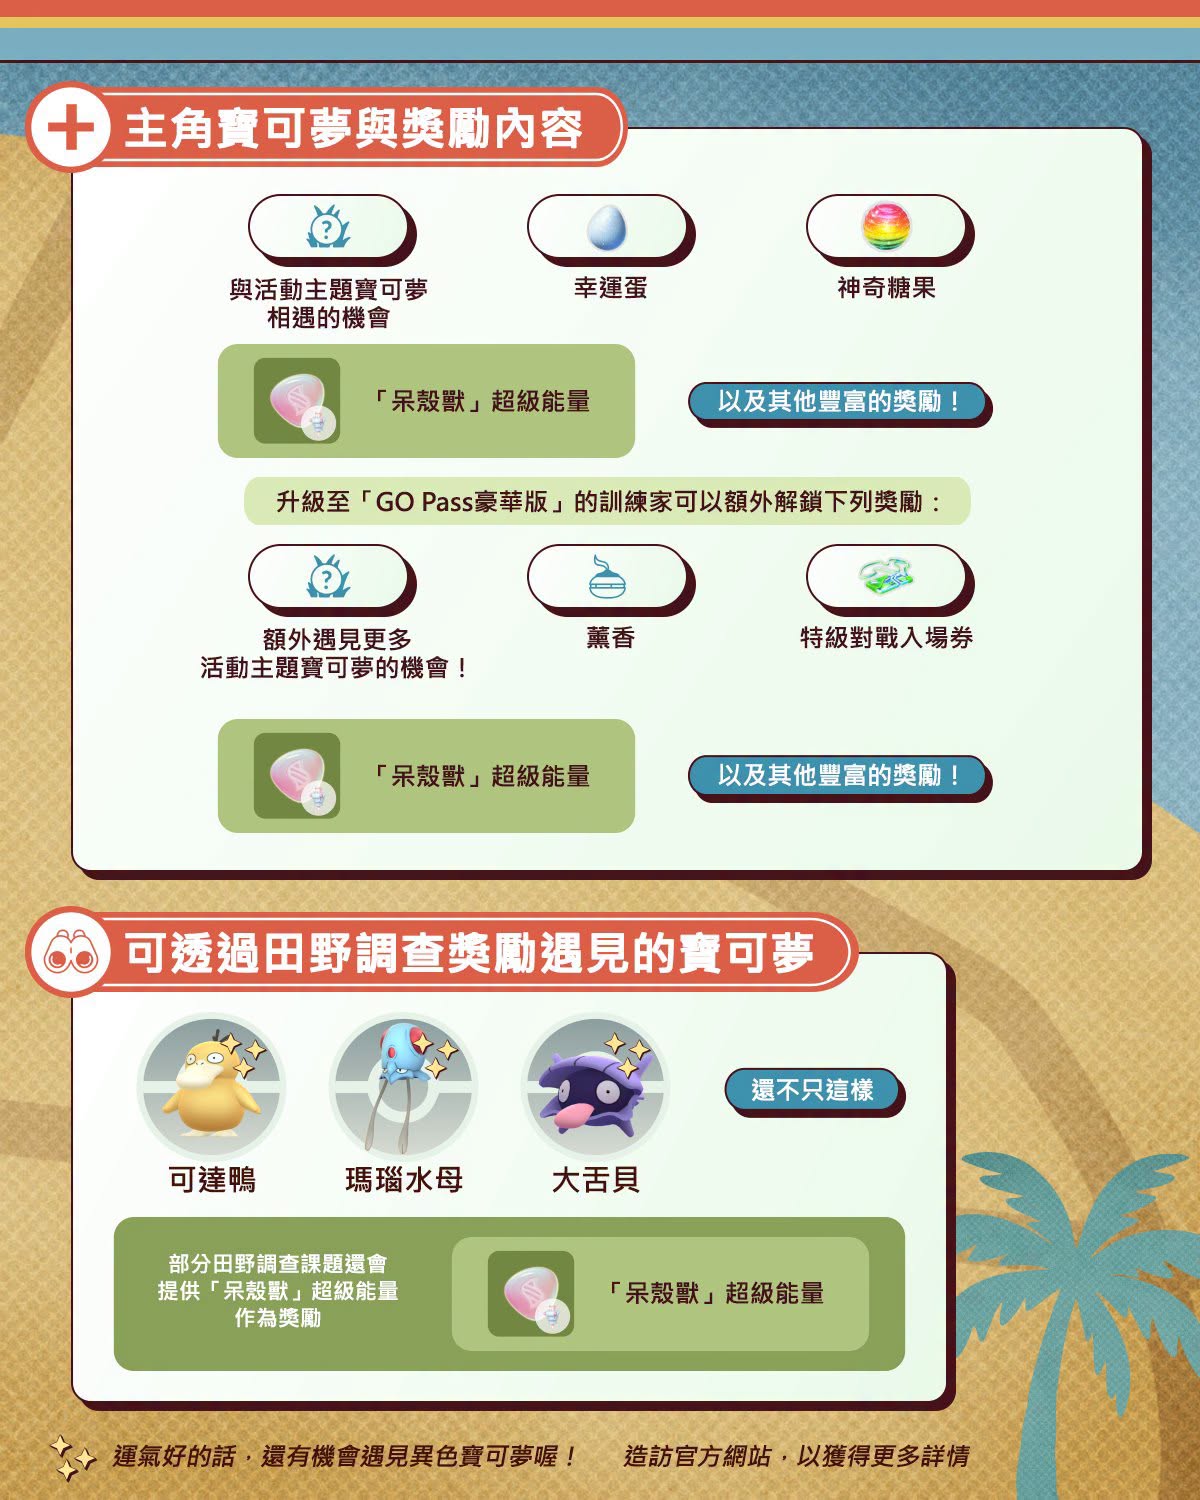 主角寶可夢與獎勵內容
與活動主題寶可夢
相遇的機會
幸運蛋
神奇糖果
「呆殼獸」超級能量
以及其他豐富的獎勵！
升級至「GO Pass豪華版」的訓練家可以額外解鎖下列獎勵：
額外遇見更多
活動主題寶可夢的機會！
薰香
特級對戰入場券
「呆殼獸」超級能量
以及其他豐富的獎勵！
可透過田野調查獎勵遇見的寶可夢
可達鴨
瑪瑙水母
大舌貝
還不只這樣
部分田野調查課題還會
提供「呆殼獸」超級能量
作為獎勵
「呆殼獸」超級能量
運氣好的話，還有機會遇見異色寶可夢喔！
造訪官方網站，以獲得更多詳情